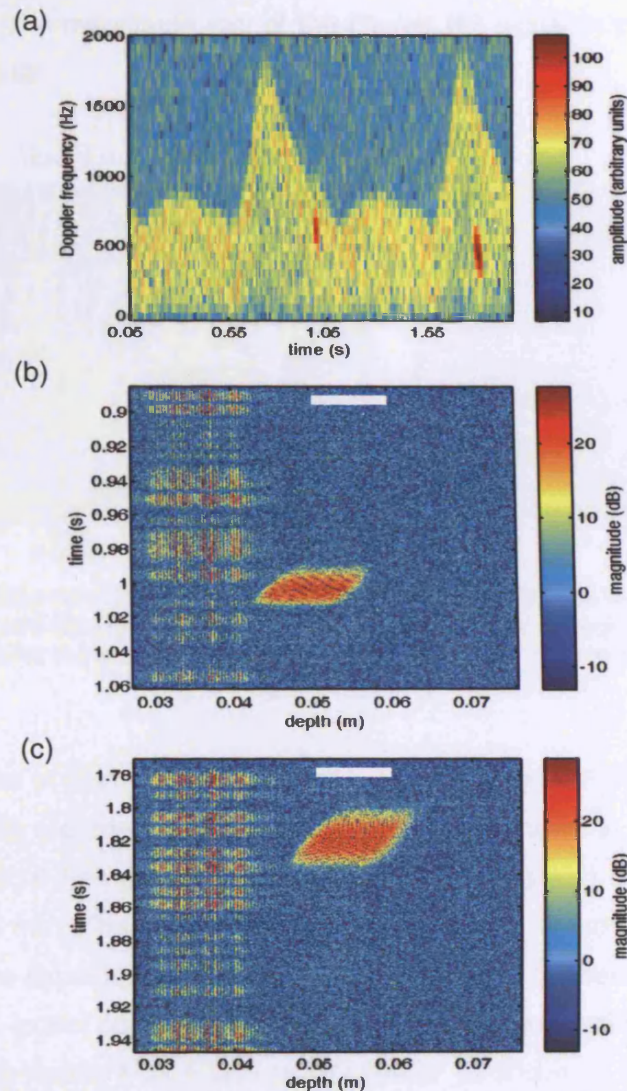 (a)
2000
1500
1000
500
0
Doppler frequency (Hz)
0.05 0.55 1.05 1.55
time (s)
100
90
80
70
60
50
40
30
20
10
amplitude (arbitrary units)
(b)
0.9
0.92
0.94
0.96
0.98
1
1.02
1.04
1.06
time (s)
0.03 0.04 0.05 0.06 0.07
depth (m)
20
10
0
-10
magnitude (dB)
(c)
1.78
1.8
1.82
1.84
1.86
1.88
1.9
1.92
1.94
time (s)
0.03 0.04 0.05 0.06 0.07
depth (m)
20
10
0
-10
magnitude (dB)